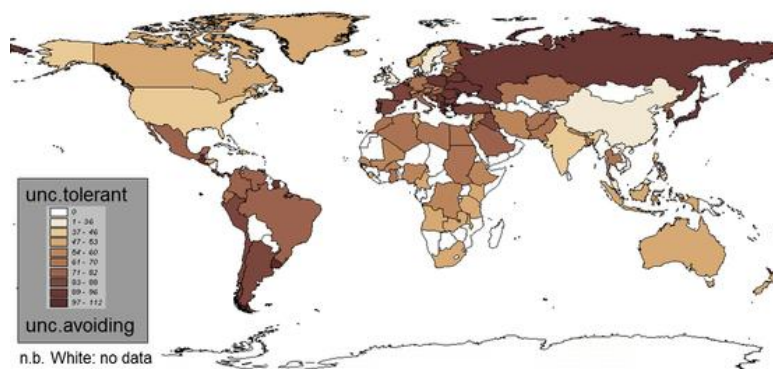 unc.tolerant
0
1 - 36
37 - 46
47 - 53
54 - 60
61 - 70
71 - 82
83 - 88
89 - 96
97 - 112
unc.avoiding
n.b. White: no data